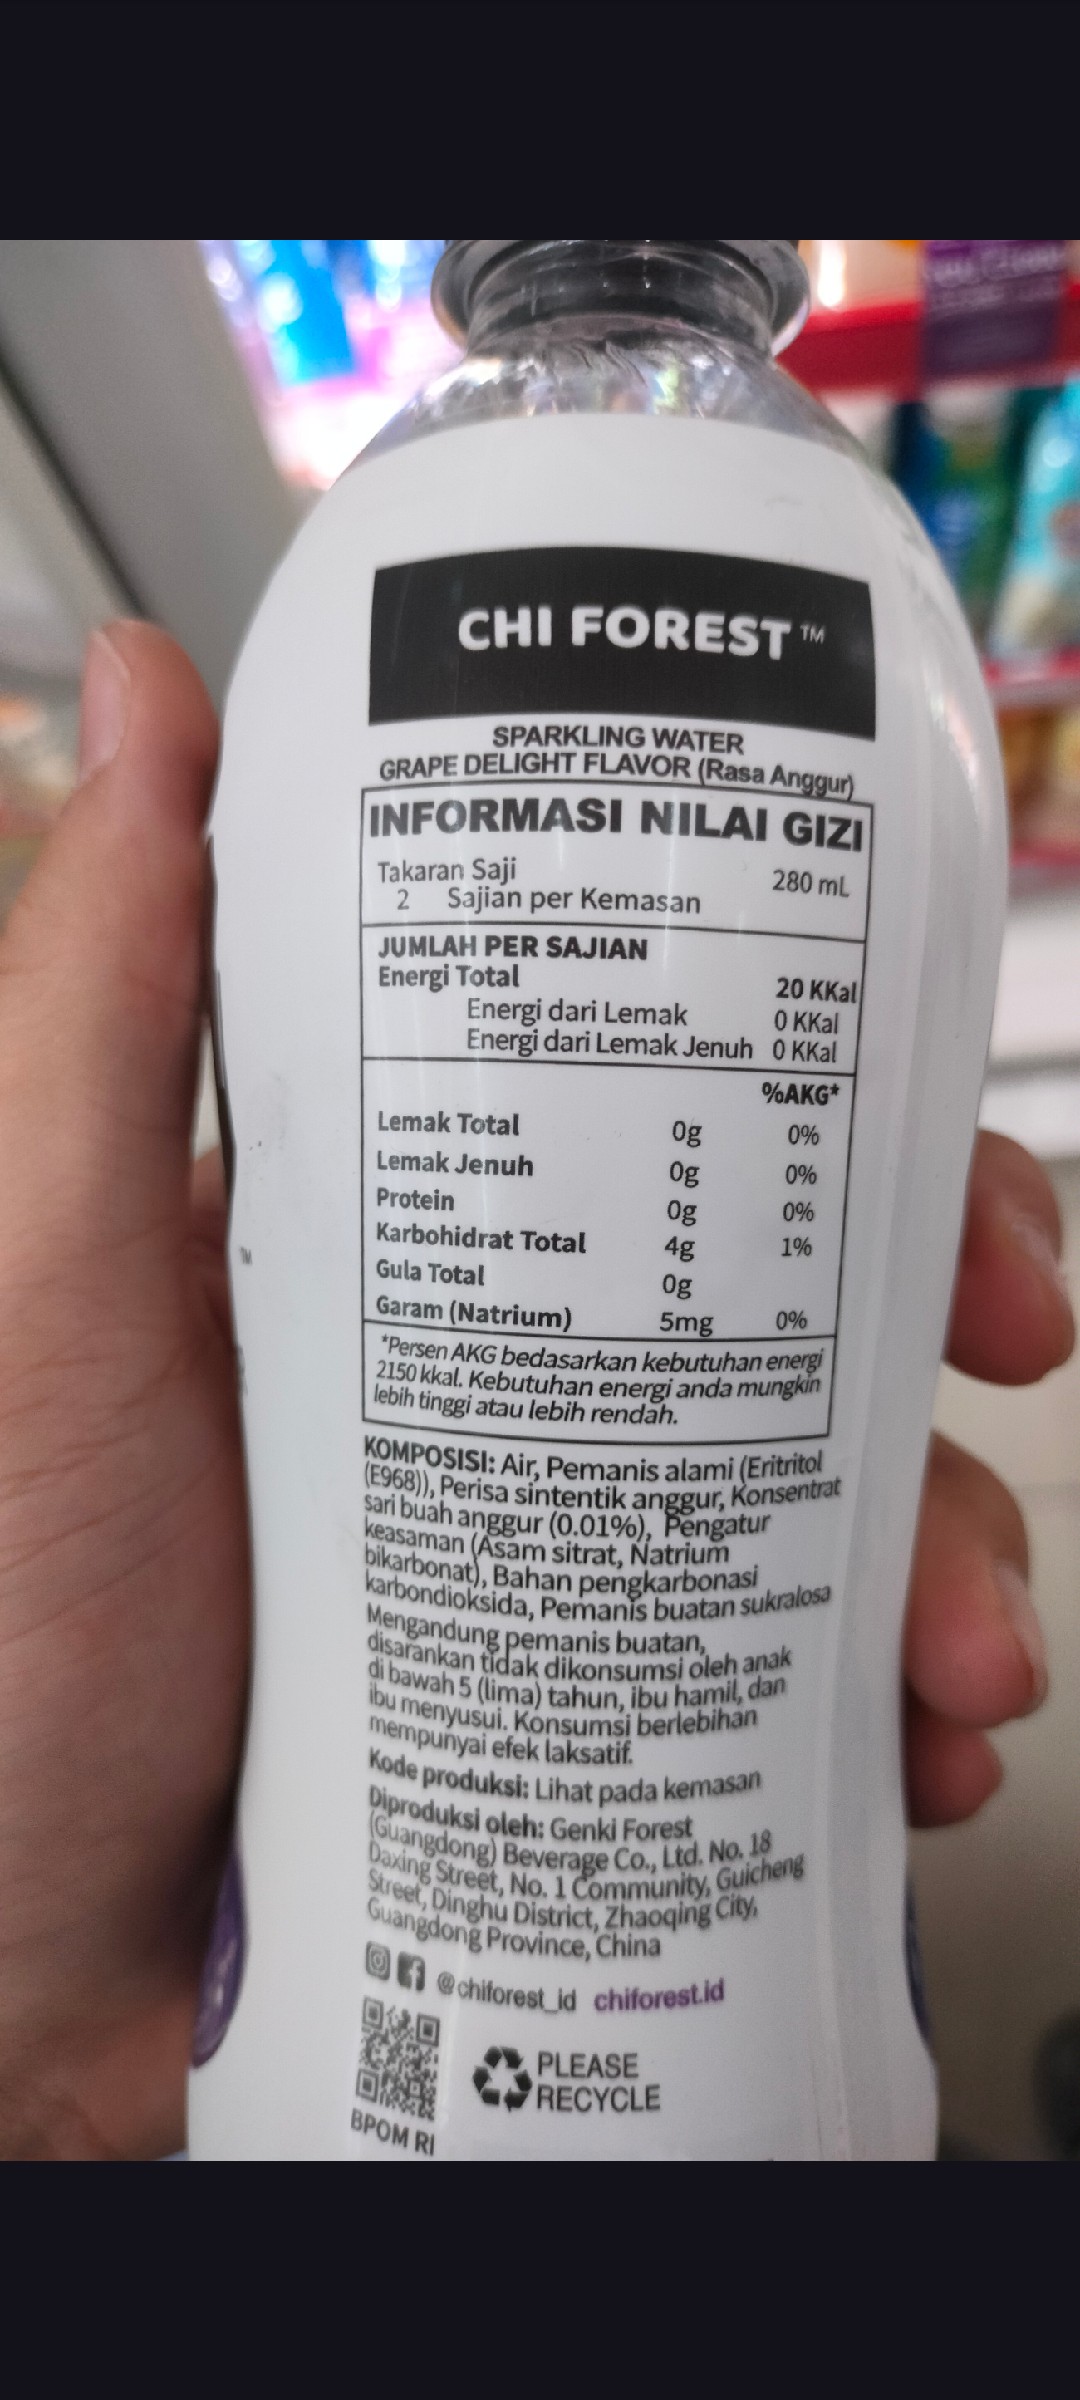 CHI FOREST™
SPARKLING WATER
GRAPE DELIGHT FLAVOR (Rasa Anggur)
INFORMASI NILAI GIZI
Takaran Saji 280 mL
2 Sajian per Kemasan
JUMLAH PER SAJIAN
Energi Total 20 KKal
Energi dari Lemak 0 KKal
Energi dari Lemak Jenuh 0 KKal
%AKG*
Lemak Total 0g 0%
Lemak Jenuh 0g 0%
Protein 0g 0%
Karbohidrat Total 4g 1%
Gula Total 0g
Garam (Natrium) 5mg 0%
*Persen AKG bedasarkan kebutuhan energi
2150 kkal. Kebutuhan energi anda mungkin
lebih tinggi atau lebih rendah.
KOMPOSISI: Air, Pemanis alami (Eritritol
(E968)), Perisa sintentik anggur, Konsentrat
sari buah anggur (0.01%), Pengatur
keasaman (Asam sitrat, Natrium
bikarbonat), Bahan pengkarbonasi
karbondioksida, Pemanis buatan sukralosa
Mengandung pemanis buatan,
disarankan tidak dikonsumsi oleh anak
di bawah 5 (lima) tahun, ibu hamil, dan
ibu menyusui. Konsumsi berlebihan
mempunyai efek laksatif.
Kode produksi: Lihat pada kemasan
Diproduksi oleh: Genki Forest
(Guangdong) Beverage Co., Ltd. No. 18
Daxing Street, No. 1 Community, Guicheng
Street, Dinghu District, Zhaoqing City,
Guangdong Province, China
@chiforest_id chiforest.id
PLEASE
RECYCLE
BPOM RI
TM